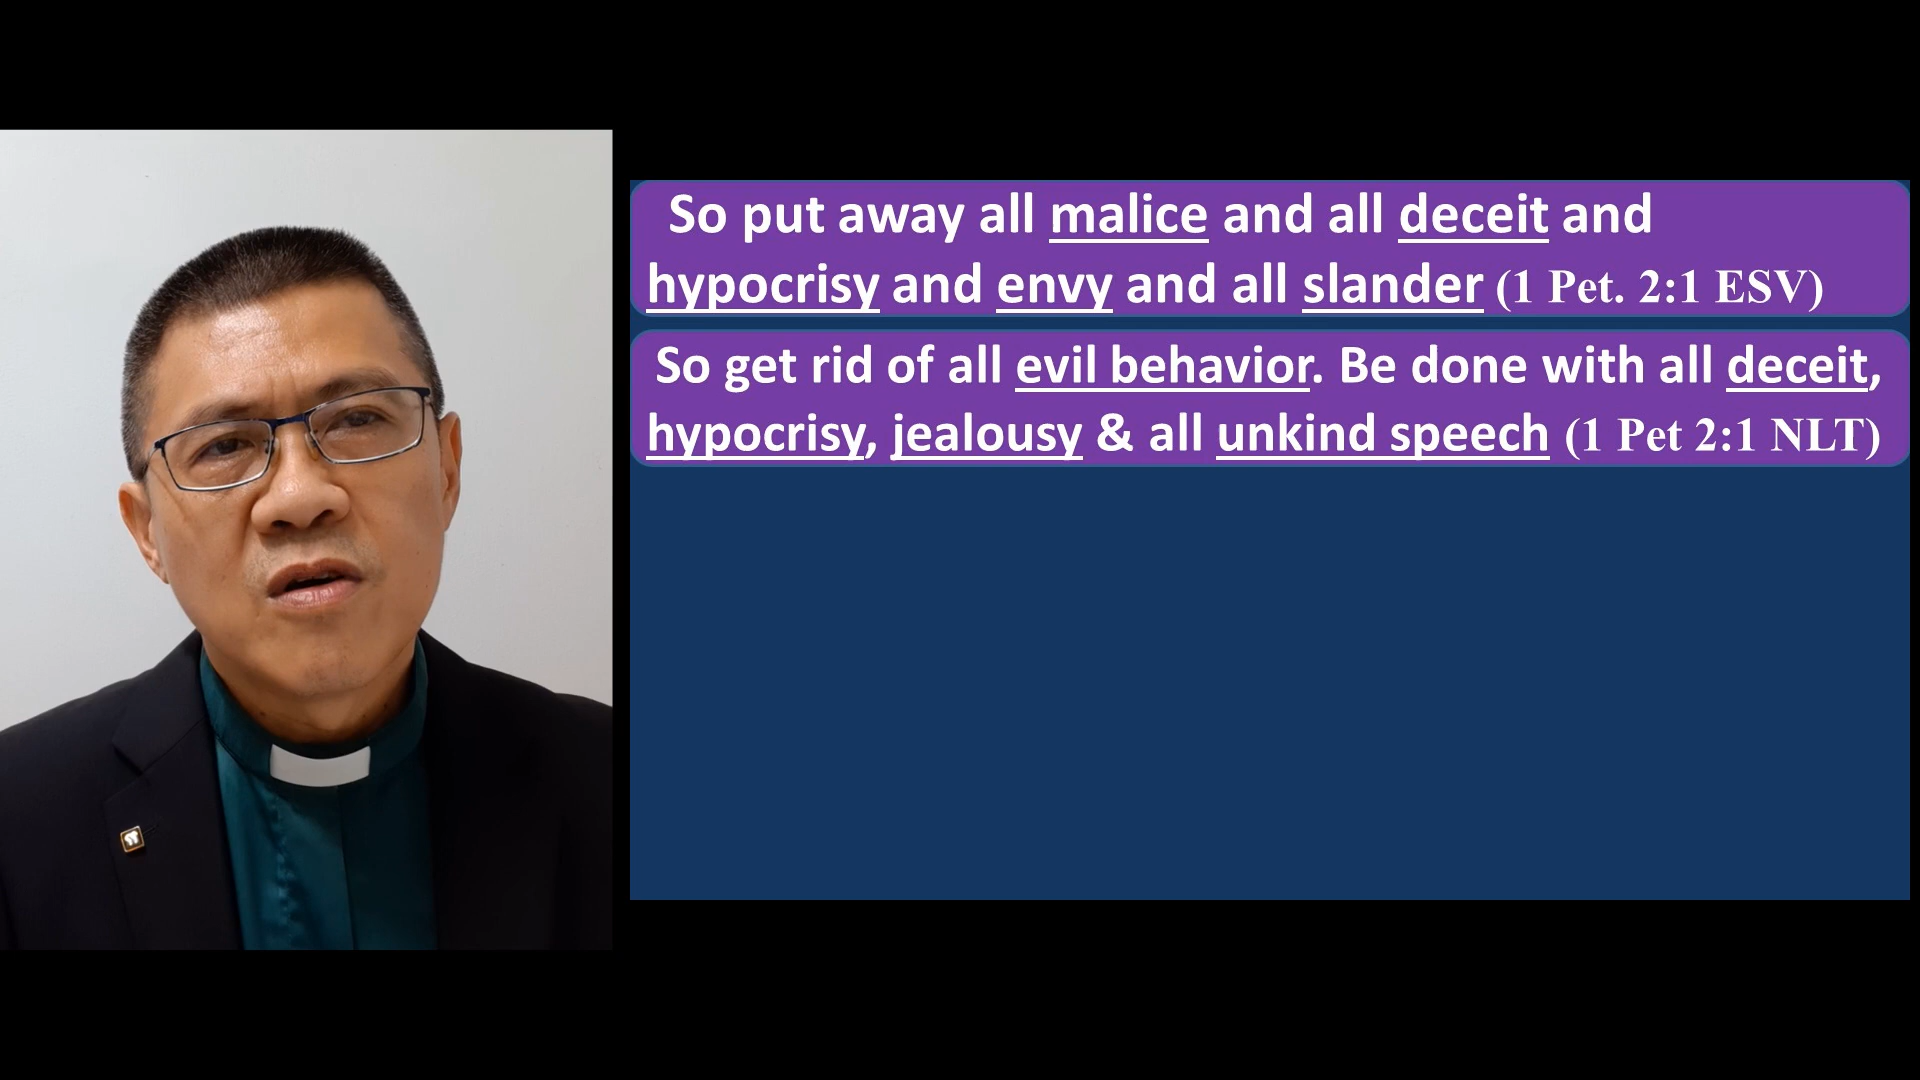 So put away all malice and all deceit and
hypocrisy and envy and all slander (1 Pet. 2:1 ESV)
So get rid of all evil behavior. Be done with all deceit,
hypocrisy, jealousy & all unkind speech (1 Pet 2:1 NLT)